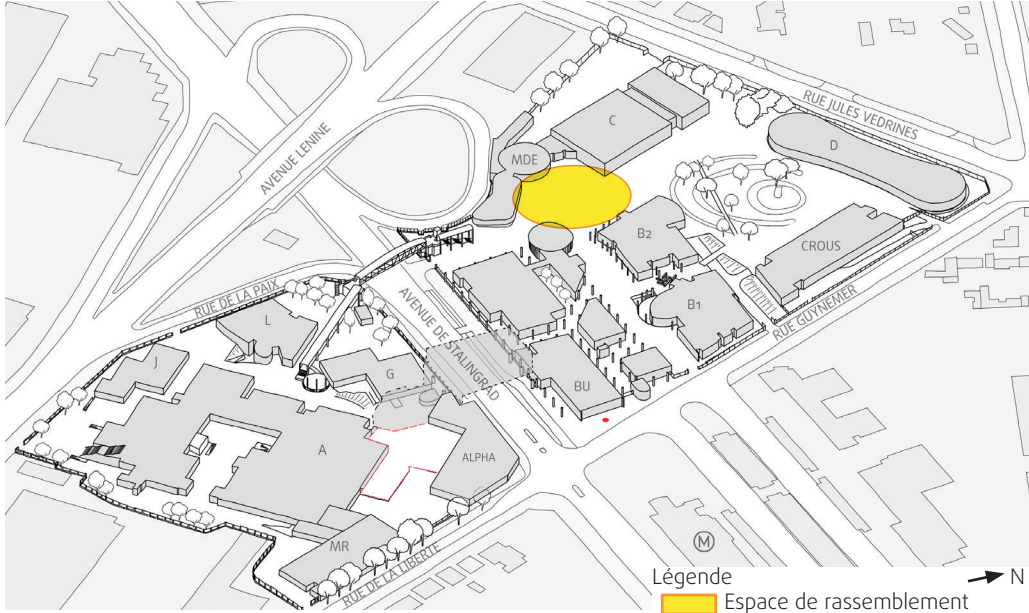 RUE JULES VEDRINES
C
MDE
D
AVENUE LENINE
B2
CROUS
RUE DE LA PAIX
AVENUE DE STALINGRAD
B1
RUE GUYNEMER
L
J
G
BU
A
ALPHA
MR
RUE DE LA LIBERTE
M
Légende
N
Espace de rassemblement